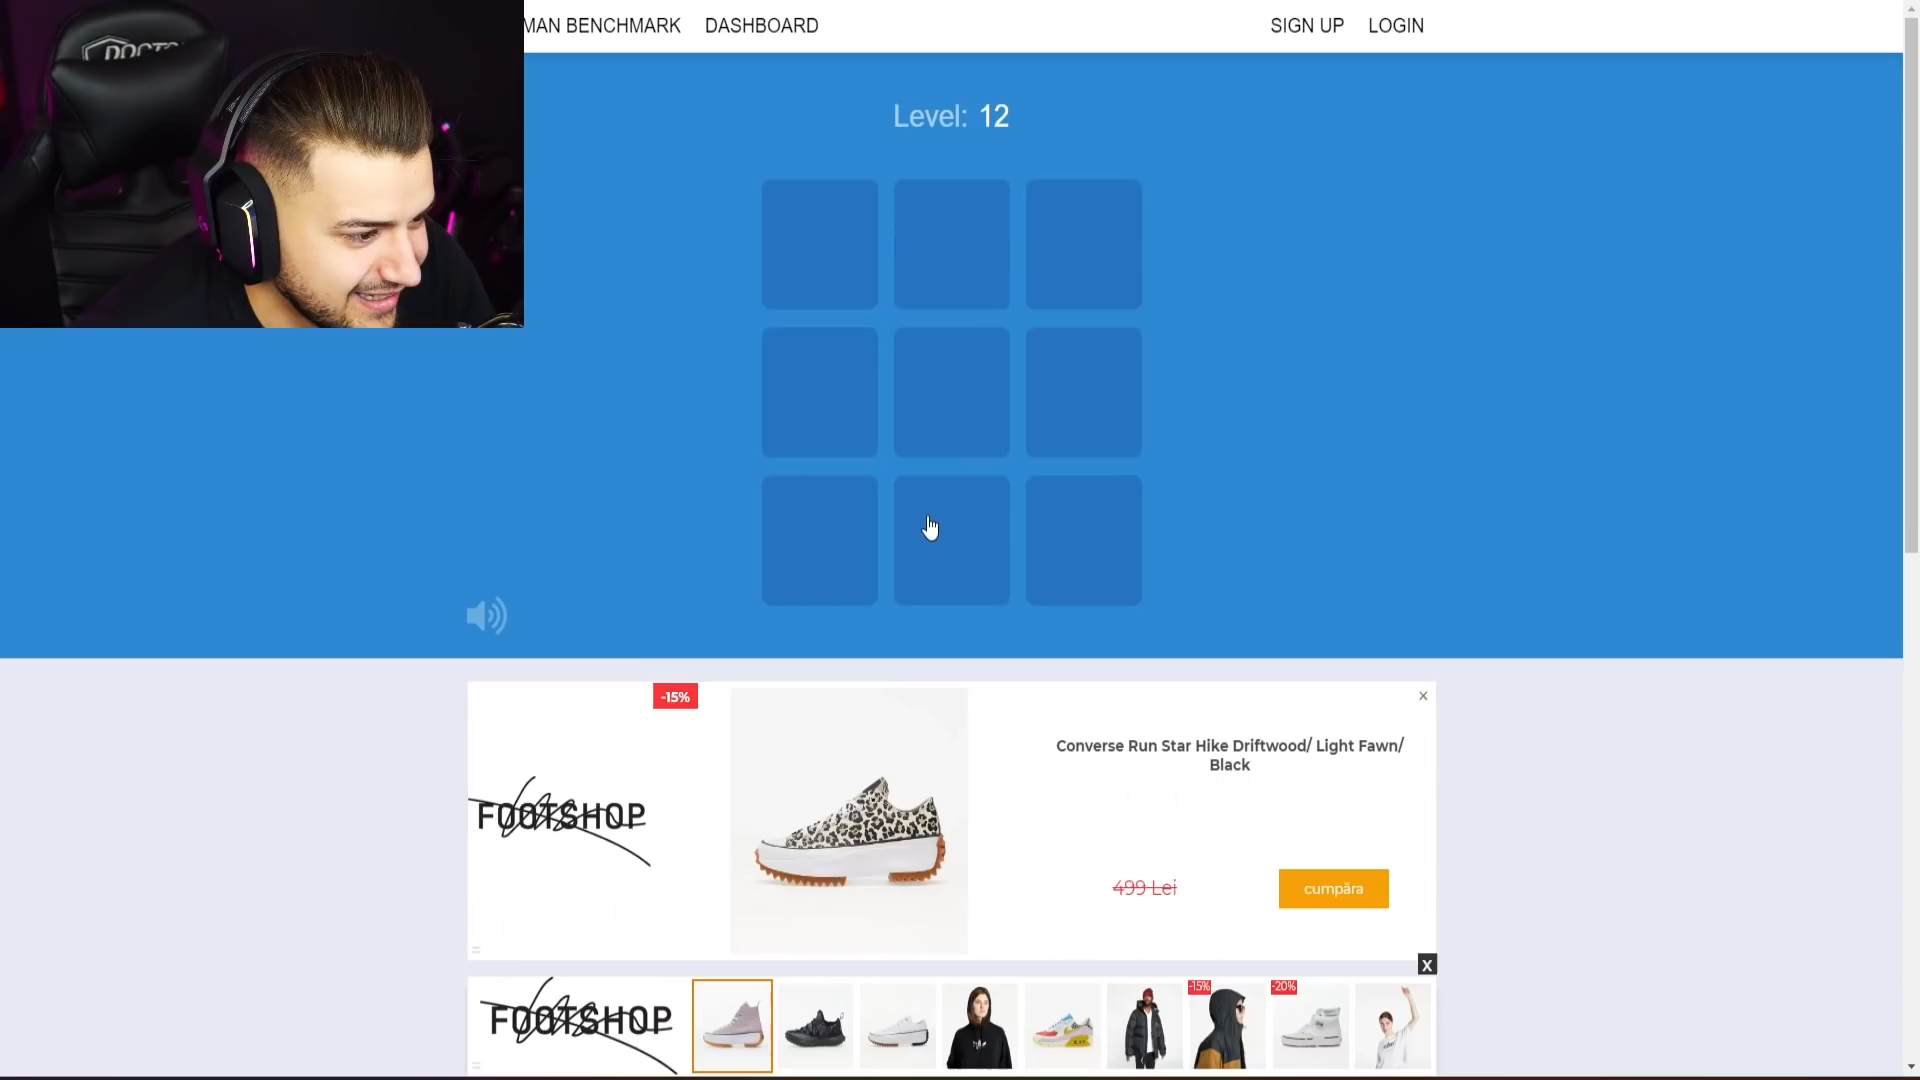 MAN BENCHMARK DASHBOARD SIGN UP LOGIN
Level: 12
-15%
Converse Run Star Hike Driftwood/ Light Fawn/
Black
FOOTSHOP
499 Lei
cumpăra
x
X
FOOTSHOP
-15%
-20%